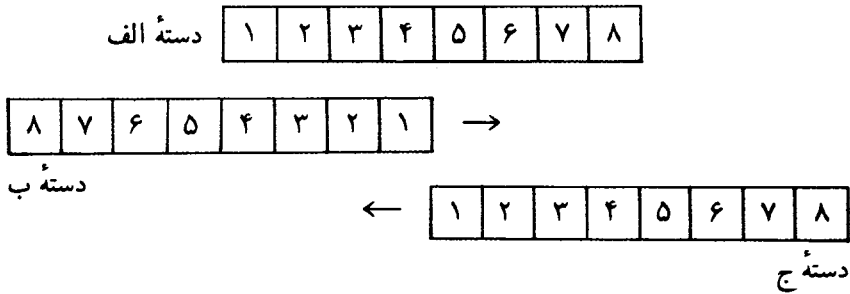 دستهٔ الف ۱ ۲ ۳ ۴ ۵ ۶ ۷ ۸
۸ ۷ ۶ ۵ ۴ ۳ ۲ ۱ →
دستهٔ ب
← ۱ ۲ ۳ ۴ ۵ ۶ ۷ ۸
دستهٔ ج